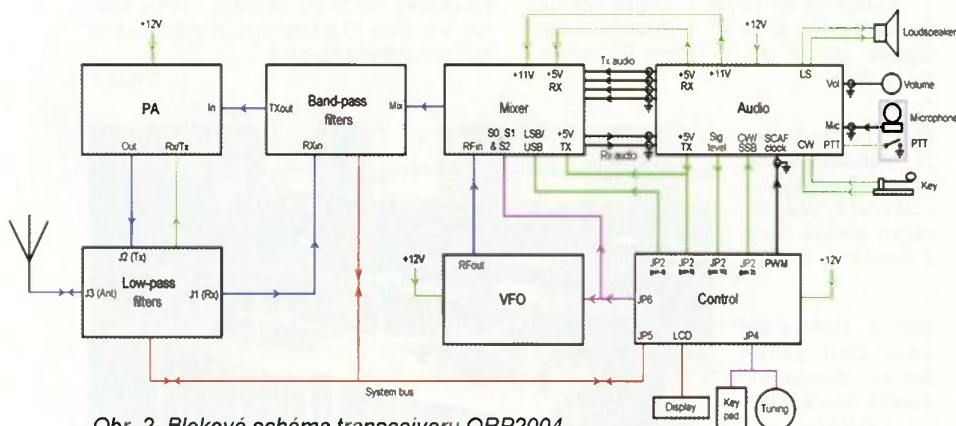 +12V
+12V
Loudspeaker
+11V
+5V
RX
Tx audio
+5V
RX
+11V
LS
PA
In
TXout
Band-pass
filters
RXin
Mix
Mixer
Audio
Vol
Volume
Microphone
Mic
PTT
PTT
CW
Key
Out
Rx/Tx
RFin
S0 S1
& S2
LSB/
USB
+5V
TX
Rx audio
+5V
TX
Sig
level
CW/
SSB
SCAF
clock
J2 (Tx)
Low-pass
filters
J3 (Ant)
J1 (Rx)
+12V
RFout
VFO
JP2
JP2
JP2
JP2
PWM
JP6
Control
+12V
JP5
LCD
JP4
System bus
Display
Key
pad
Tuning
Obr. 2. Blokové schéma transceiveru QRP2004